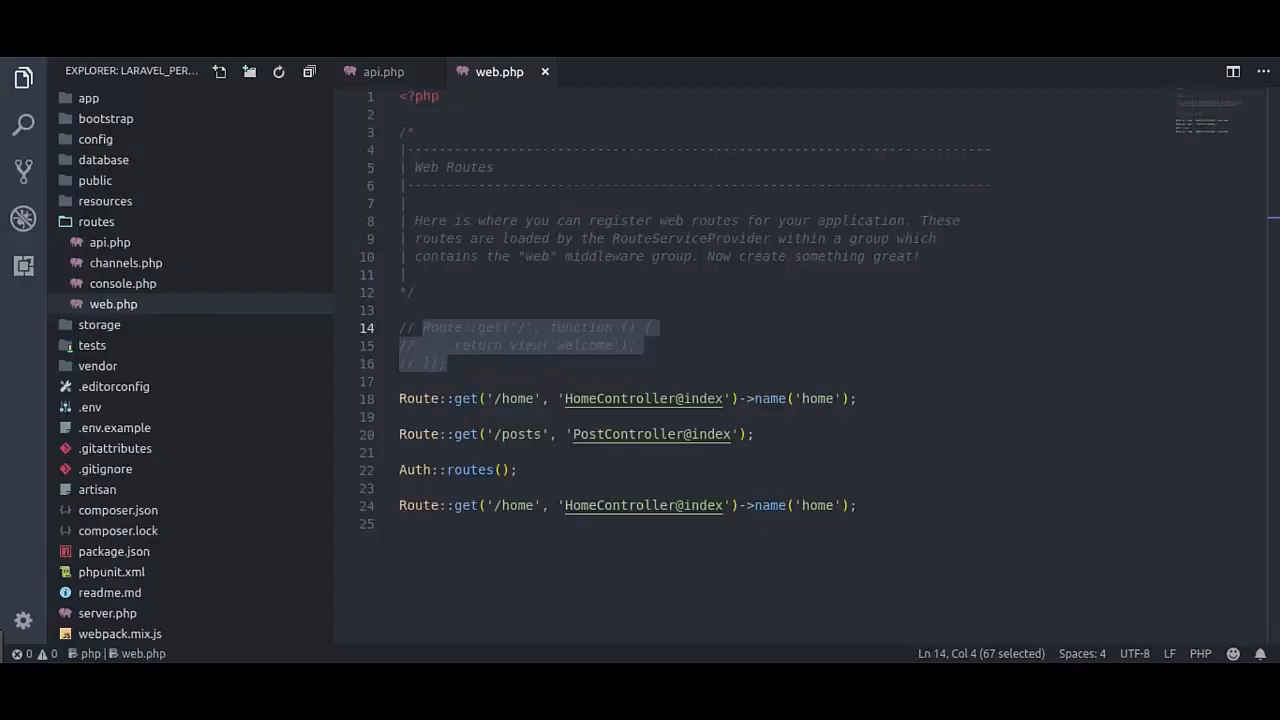 EXPLORER: LARAVEL_PER...
app
bootstrap
config
database
public
resources
routes
api.php
channels.php
console.php
web.php
storage
tests
vendor
.editorconfig
.env
.env.example
.gitattributes
.gitignore
artisan
composer.json
composer.lock
package.json
phpunit.xml
readme.md
server.php
webpack.mix.js
api.php web.php ×
1 <?php
2
3 /*
4 |--------------------------------------------------------------------------
5 | Web Routes
6 |--------------------------------------------------------------------------
7 |
8 | Here is where you can register web routes for your application. These
9 | routes are loaded by the RouteServiceProvider within a group which
10 | contains the "web" middleware group. Now create something great!
11 |
12 */
13
14 // Route::get('/', function () {
15 //     return view('welcome');
16 // });
17
18 Route::get('/home', 'HomeController@index')->name('home');
19
20 Route::get('/posts', 'PostController@index');
21
22 Auth::routes();
23
24 Route::get('/home', 'HomeController@index')->name('home');
25
0 0 php web.php Ln 14, Col 4 (67 selected) Spaces: 4 UTF-8 LF PHP